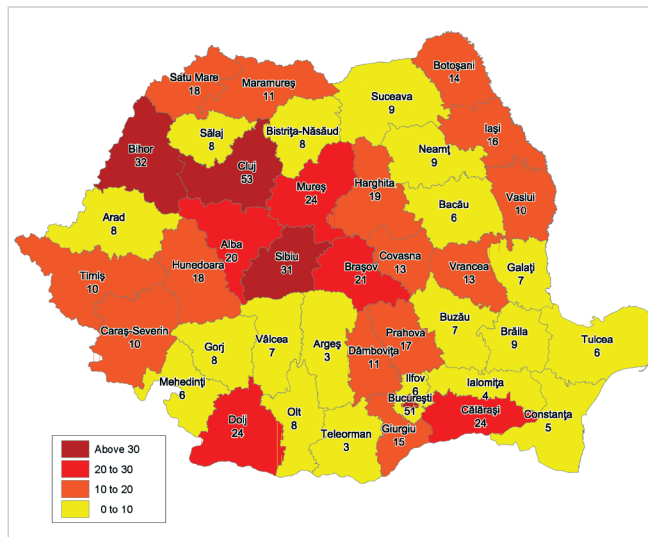 Botoşani
14
Satu Mare
18
Maramureş
11
Suceava
9
Iaşi
16
Sălaj
8
Bistriţa-Năsăud
8
Neamţ
9
Bihor
32
Cluj
53
Mureş
24
Harghita
19
Bacău
6
Vaslui
10
Arad
8
Alba
20
Sibiu
31
Braşov
21
Covasna
13
Vrancea
13
Galaţi
7
Hunedoara
18
Timiş
10
Caraş-Severin
10
Gorj
8
Vâlcea
7
Argeş
3
Dâmboviţa
11
Prahova
17
Buzău
7
Brăila
9
Tulcea
6
Mehedinţi
6
Dolj
24
Olt
8
Teleorman
3
Ilfov
6
Bucureşti
51
Giurgiu
15
Ialomiţa
4
Călăraşi
24
Constanţa
5
Above 30
20 to 30
10 to 20
0 to 10